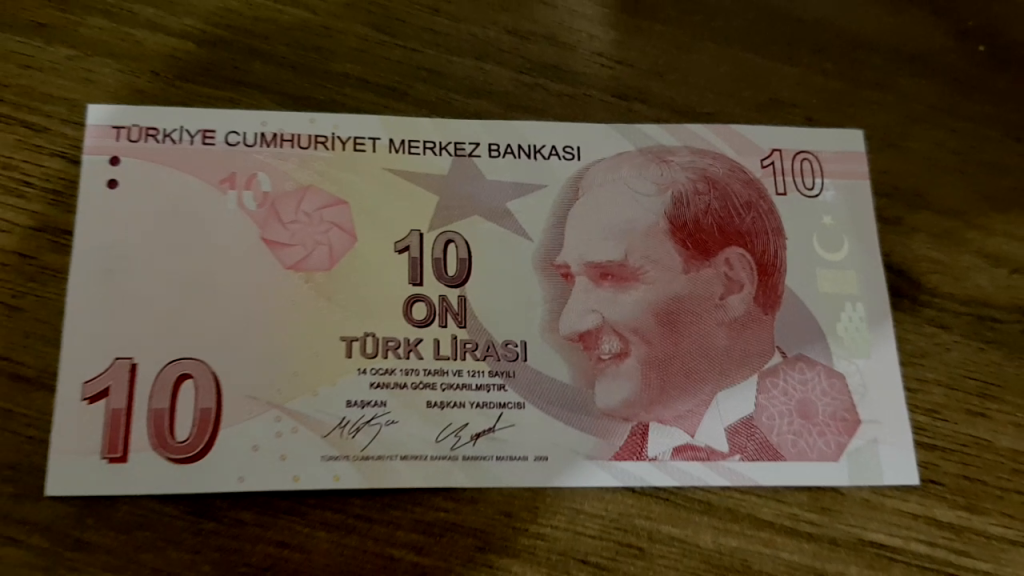 TÜRKİYE CUMHURİYET MERKEZ BANKASI
10
10
10
ON
TÜRK LİRASI
14 OCAK 1970 TARİH VE 1211 SAYILI
KANUNA GÖRE ÇIKARILMIŞTIR.
BAŞKAN BAŞKAN YARDIMCISI
10
TÜRKİYE CUMHURİYET MERKEZ BANKASI BANKNOT MATBAASI 2009